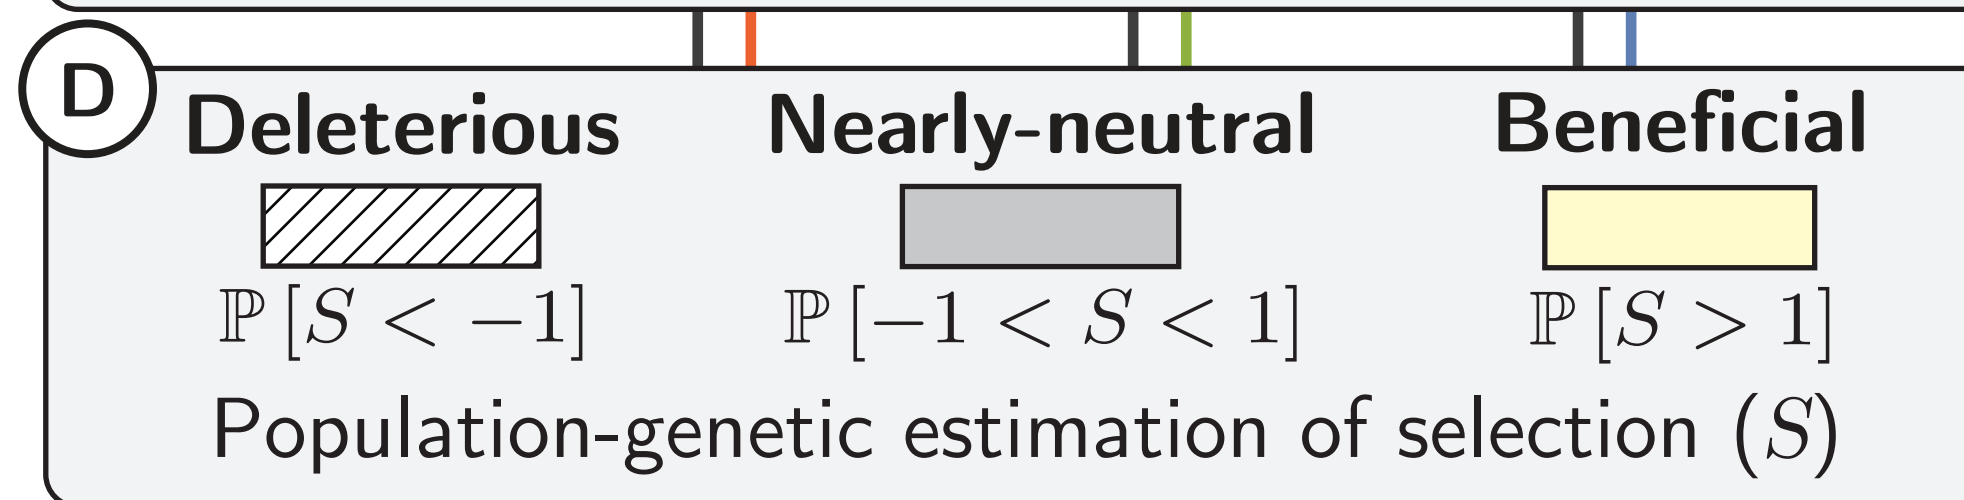 D
Deleterious Nearly-neutral Beneficial
ℙ [S < −1] ℙ [−1 < S < 1] ℙ [S > 1]
Population-genetic estimation of selection (S)